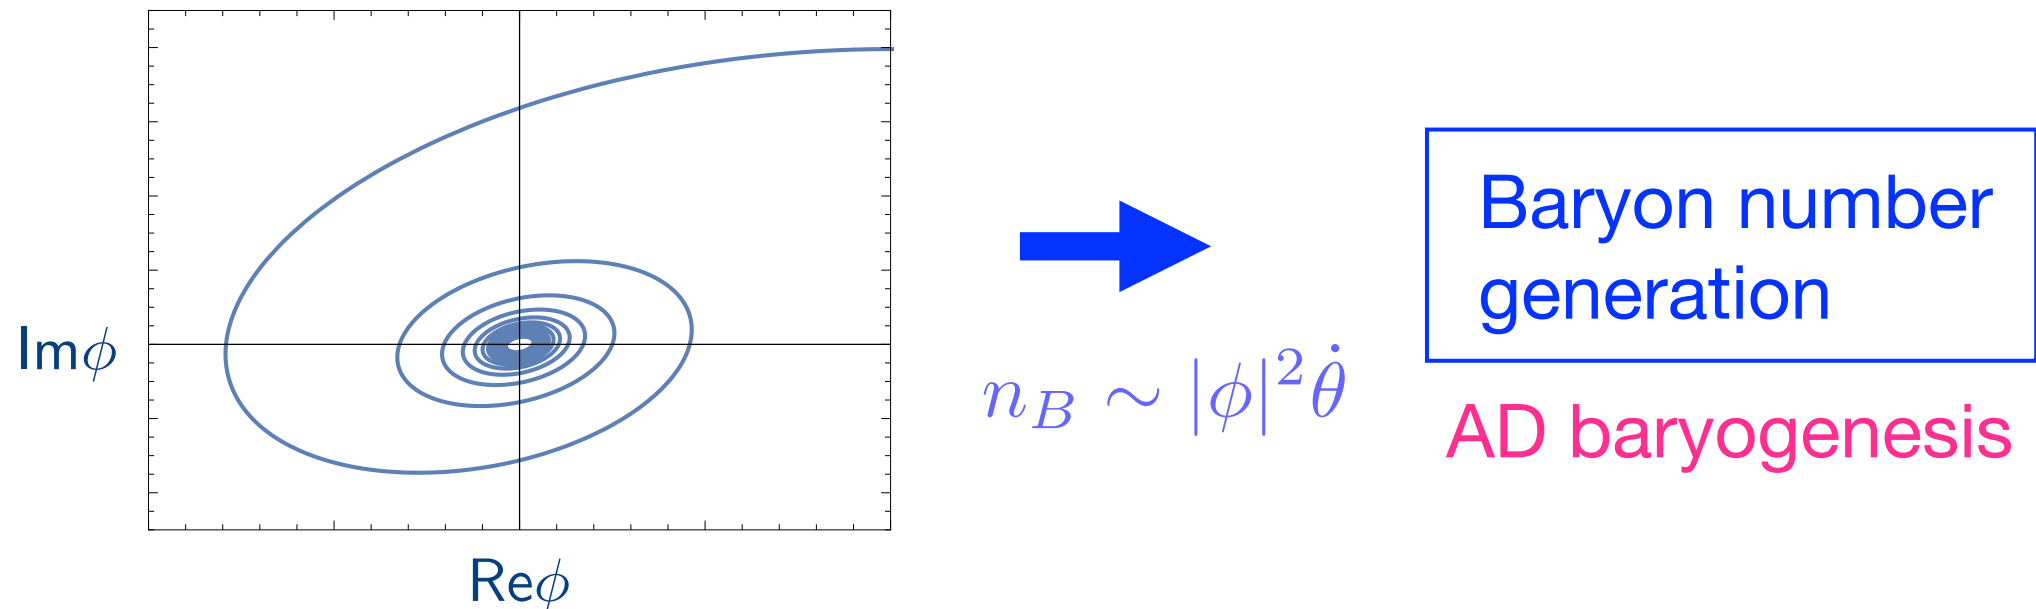 Imϕ
Reϕ
n_B ∼ |ϕ|²θ̇
Baryon number
generation
AD baryogenesis